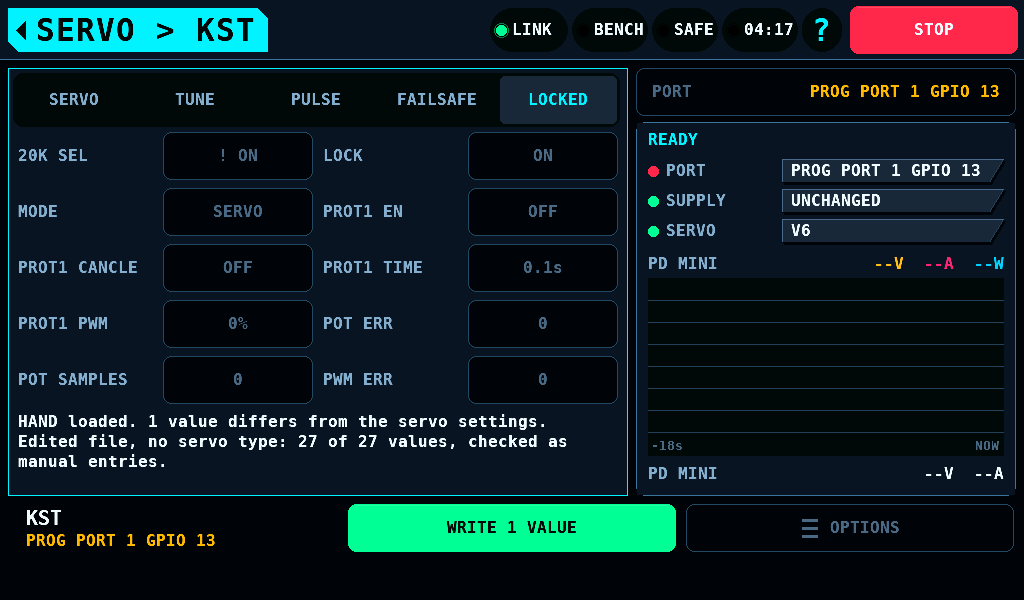 SERVO > KST
LINK
BENCH
SAFE
04:17
?
STOP
SERVO TUNE PULSE FAILSAFE LOCKED
20K SEL ! ON LOCK ON
MODE SERVO PROT1 EN OFF
PROT1 CANCLE OFF PROT1 TIME 0.1s
PROT1 PWM 0% POT ERR 0
POT SAMPLES 0 PWM ERR 0
HAND loaded. 1 value differs from the servo settings.
Edited file, no servo type: 27 of 27 values, checked as
manual entries.
PORT PROG PORT 1 GPIO 13
READY
PORT PROG PORT 1 GPIO 13
SUPPLY UNCHANGED
SERVO V6
PD MINI --V --A --W
-18s NOW
PD MINI --V --A
KST
PROG PORT 1 GPIO 13
WRITE 1 VALUE
OPTIONS